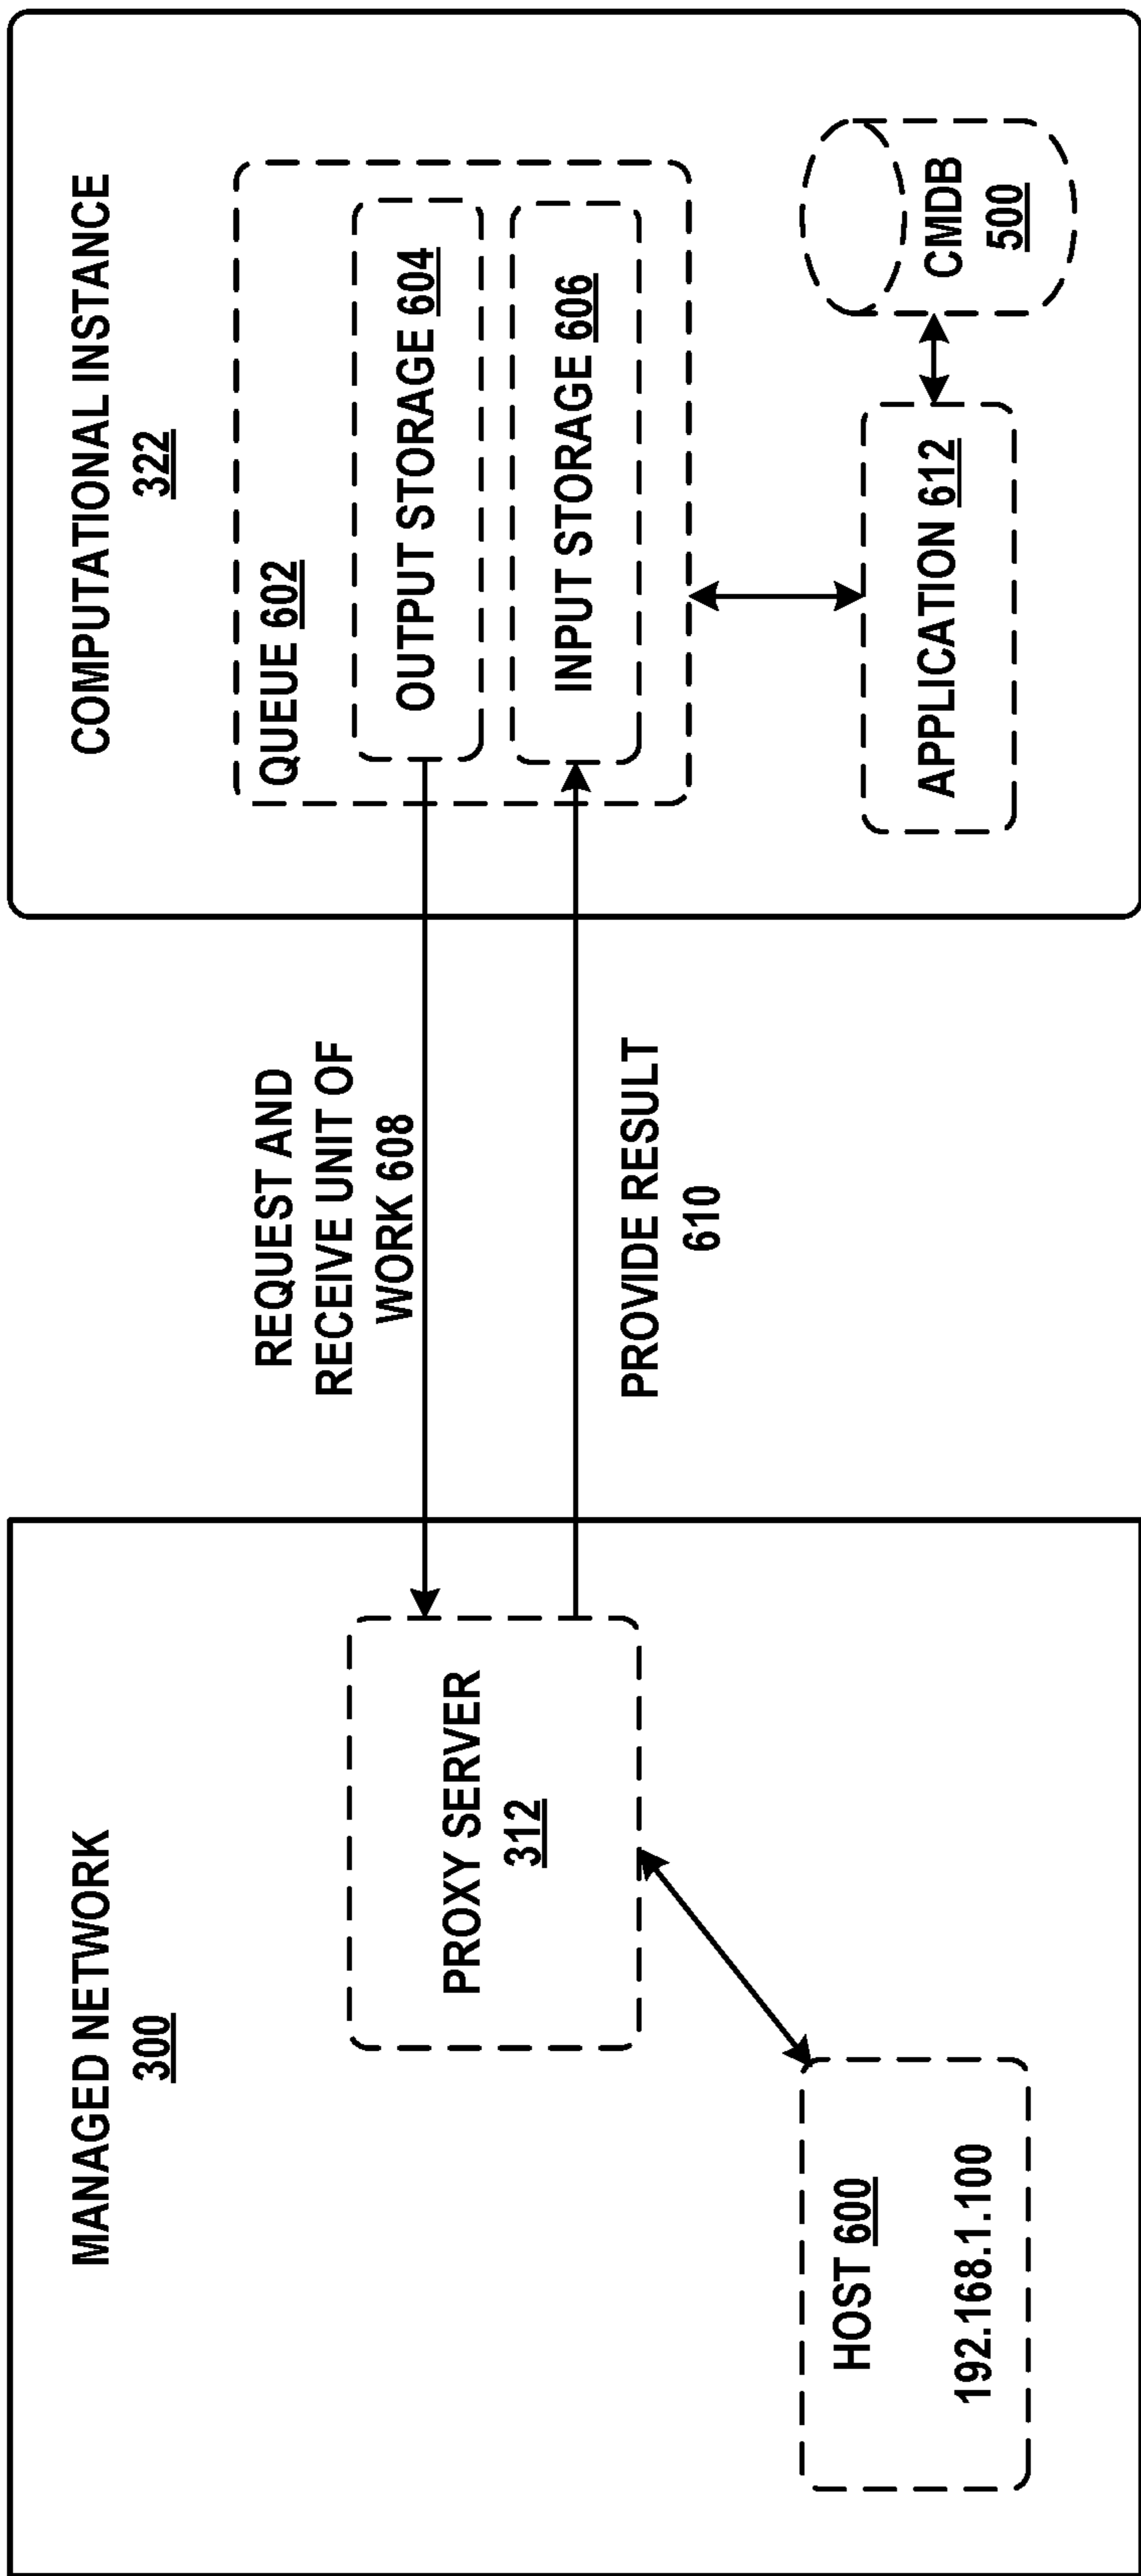 MANAGED NETWORK
300
PROXY SERVER
312
HOST 600
192.168.1.100
REQUEST AND
RECEIVE UNIT OF
WORK 608
PROVIDE RESULT
610
COMPUTATIONAL INSTANCE
322
QUEUE 602
OUTPUT STORAGE 604
INPUT STORAGE 606
APPLICATION 612
CMDB
500